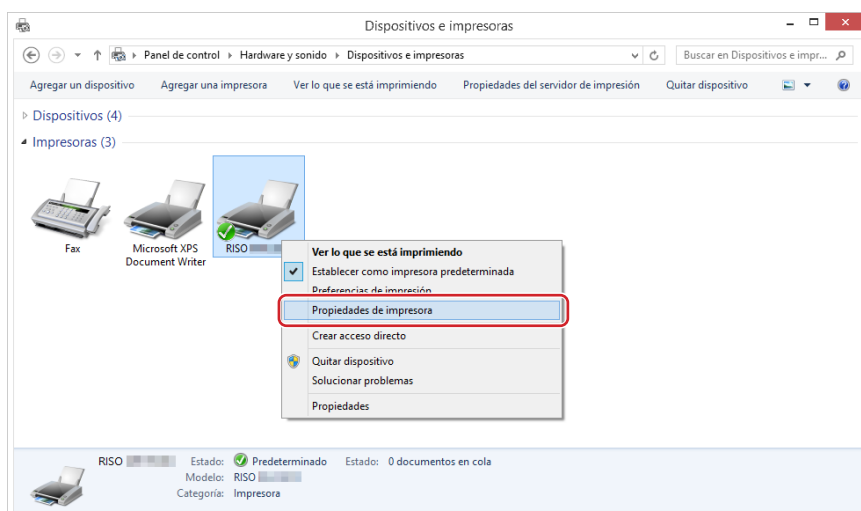 Dispositivos e impresoras
Panel de control Hardware y sonido Dispositivos e impresoras
Buscar en Dispositivos e impr...
Agregar un dispositivo Agregar una impresora Ver lo que se está imprimiendo Propiedades del servidor de impresión Quitar dispositivo
Dispositivos (4)
Impresoras (3)
Fax
Microsoft XPS
Document Writer
RISO
Ver lo que se está imprimiendo
Establecer como impresora predeterminada
Preferencias de impresión
Propiedades de impresora
Crear acceso directo
Quitar dispositivo
Solucionar problemas
Propiedades
RISO Estado: Predeterminado Estado: 0 documentos en cola
Modelo: RISO
Categoría: Impresora